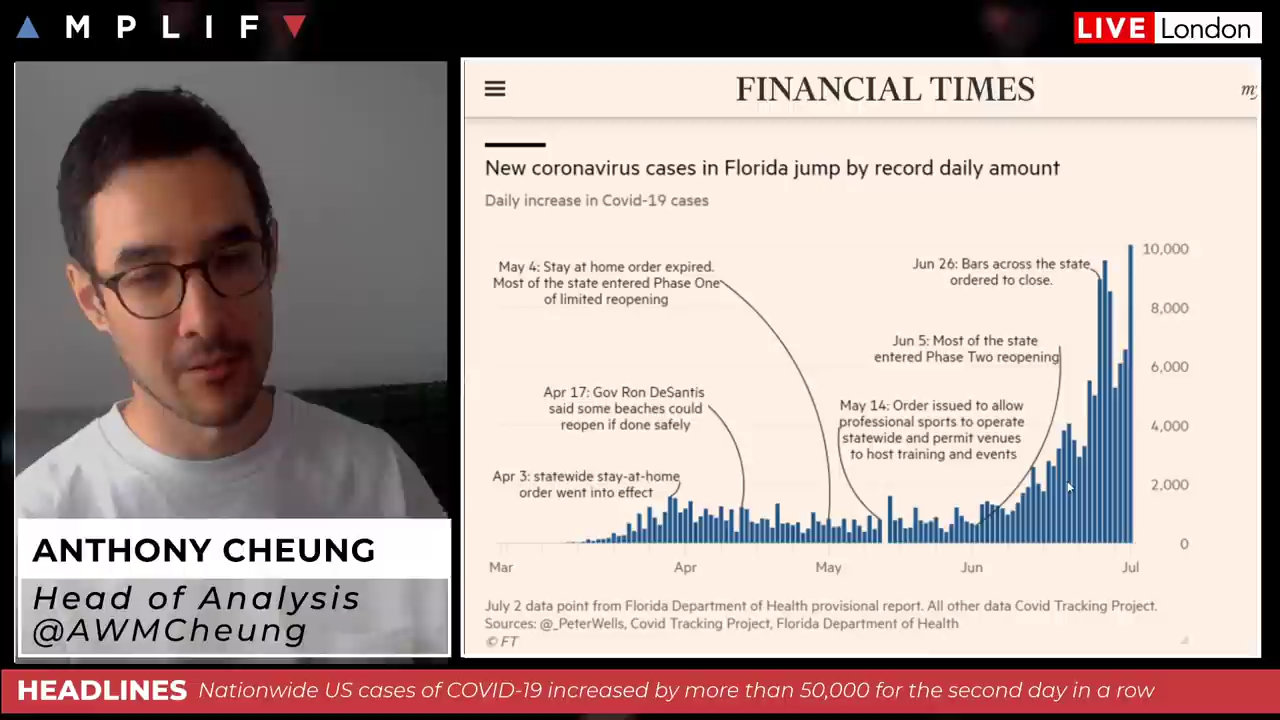 ▲ M P L I F ▼
LIVE London
FINANCIAL TIMES
my
New coronavirus cases in Florida jump by record daily amount
Daily increase in Covid-19 cases
10,000
8,000
6,000
4,000
2,000
0
May 4: Stay at home order expired.
Most of the state entered Phase One
of limited reopening
Jun 26: Bars across the state
ordered to close.
Jun 5: Most of the state
entered Phase Two reopening
Apr 17: Gov Ron DeSantis
said some beaches could
reopen if done safely
May 14: Order issued to allow
professional sports to operate
statewide and permit venues
to host training and events
Apr 3: statewide stay-at-home
order went into effect
Mar Apr May Jun Jul
July 2 data point from Florida Department of Health provisional report. All other data Covid Tracking Project.
Sources: @_PeterWells, Covid Tracking Project, Florida Department of Health
© FT
ANTHONY CHEUNG
Head of Analysis
@AWMCheung
HEADLINES Nationwide US cases of COVID-19 increased by more than 50,000 for the second day in a row